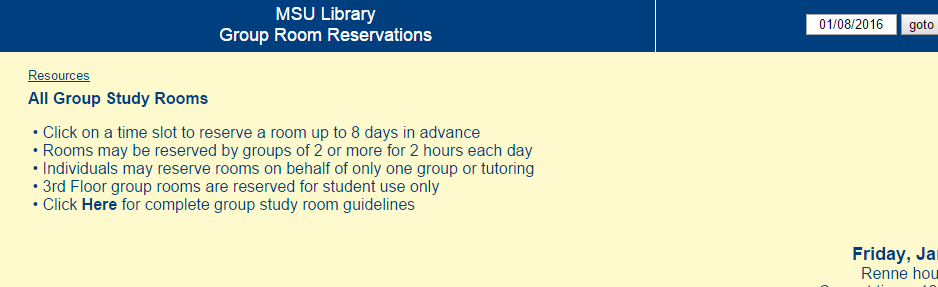 MSU Library
Group Room Reservations
01/08/2016 goto
Resources
All Group Study Rooms
• Click on a time slot to reserve a room up to 8 days in advance
• Rooms may be reserved by groups of 2 or more for 2 hours each day
• Individuals may reserve rooms on behalf of only one group or tutoring
• 3rd Floor group rooms are reserved for student use only
• Click Here for complete group study room guidelines
Friday, Ja
Renne hou